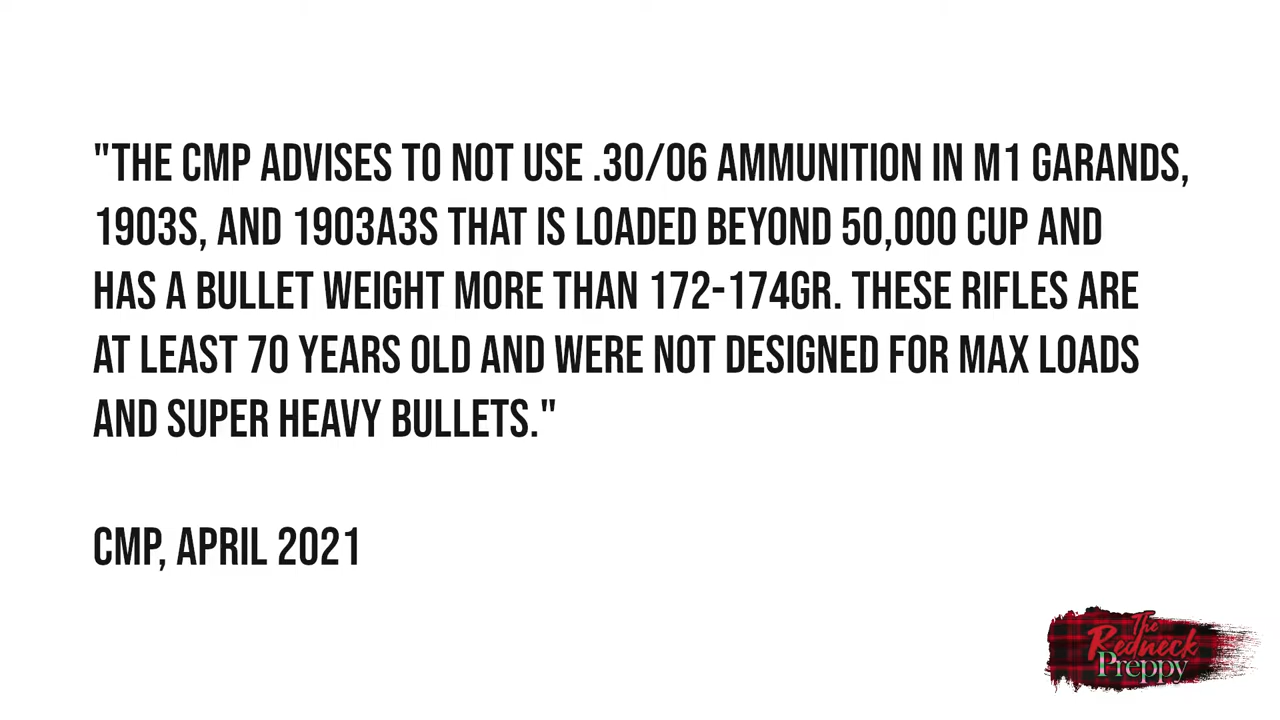 "THE CMP ADVISES TO NOT USE .30/06 AMMUNITION IN M1 GARANDS,
1903S, AND 1903A3S THAT IS LOADED BEYOND 50,000 CUP AND
HAS A BULLET WEIGHT MORE THAN 172-174GR. THESE RIFLES ARE
AT LEAST 70 YEARS OLD AND WERE NOT DESIGNED FOR MAX LOADS
AND SUPER HEAVY BULLETS."
CMP, APRIL 2021
The
Redneck
Preppy